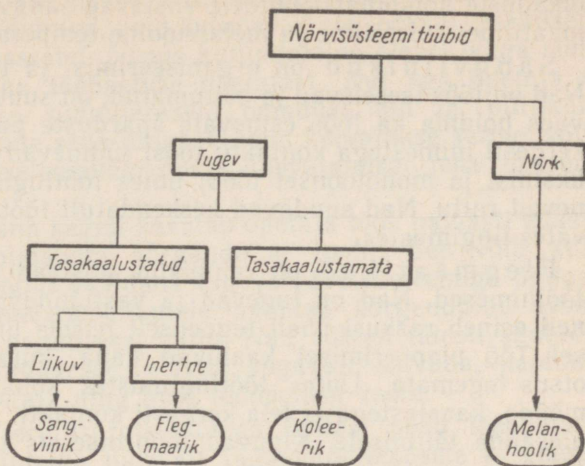 Närvisüsteemi tüübid
Tugev
Nõrk
Tasakaalustatud
Tasakaalustamata
Liikuv
Inertne
Sang-
viinik
Fleg-
maatik
Kolee-
rik
Melan-
hoolik